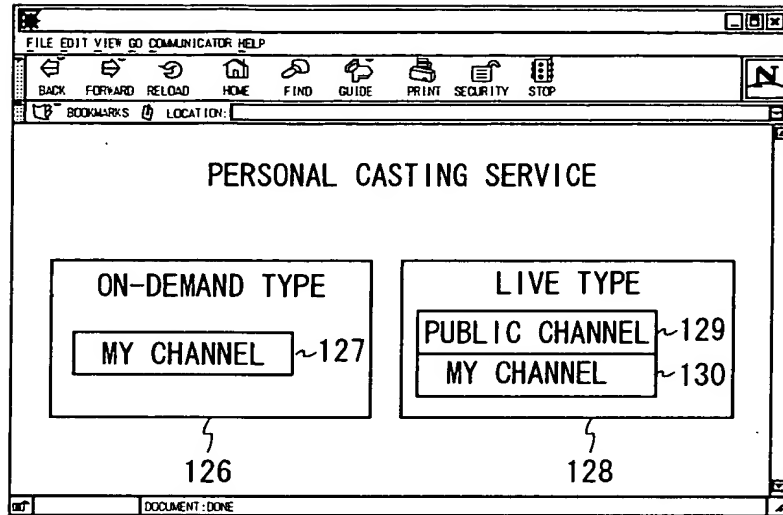 FILE EDIT VIEW GO COMMUNICATOR HELP
BACK FORWARD RELOAD HOME FIND GUIDE PRINT SECURITY STOP
N
BOOKMARKS LOCATION:
PERSONAL CASTING SERVICE
ON-DEMAND TYPE
MY CHANNEL 127
126
LIVE TYPE
PUBLIC CHANNEL 129
MY CHANNEL 130
128
DOCUMENT:DONE